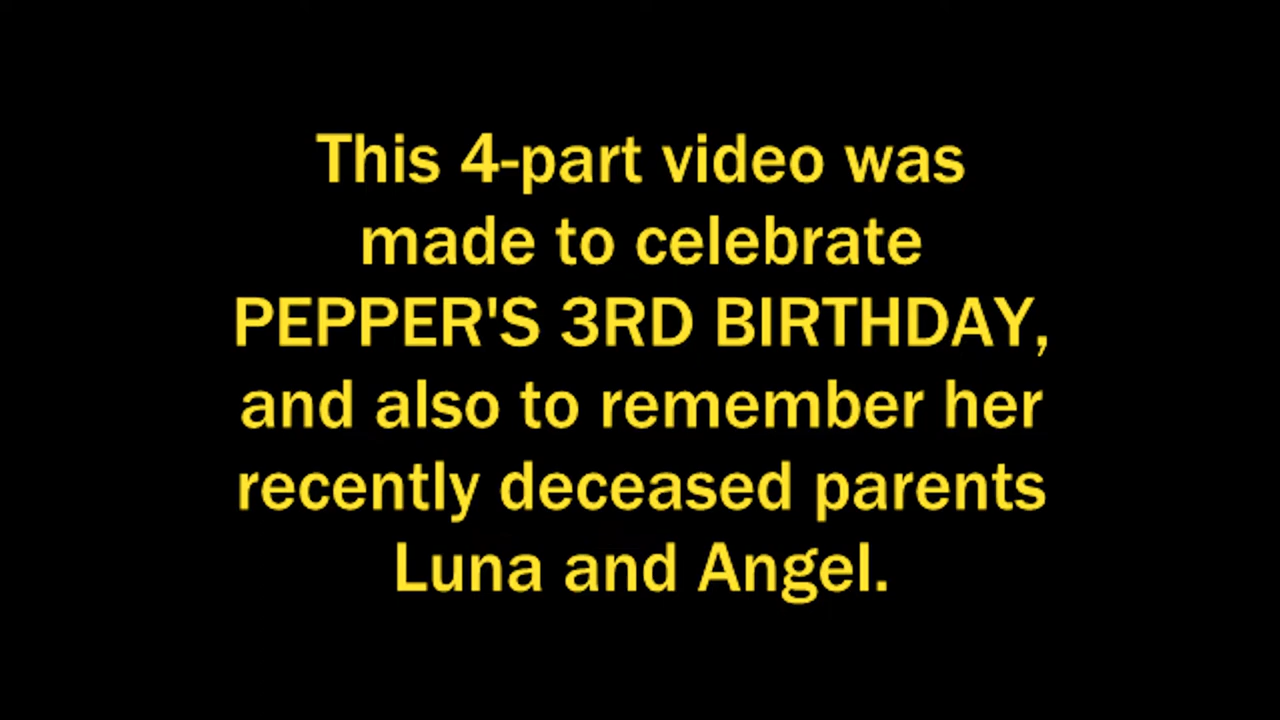 This 4-part video was
made to celebrate
PEPPER'S 3RD BIRTHDAY,
and also to remember her
recently deceased parents
Luna and Angel.